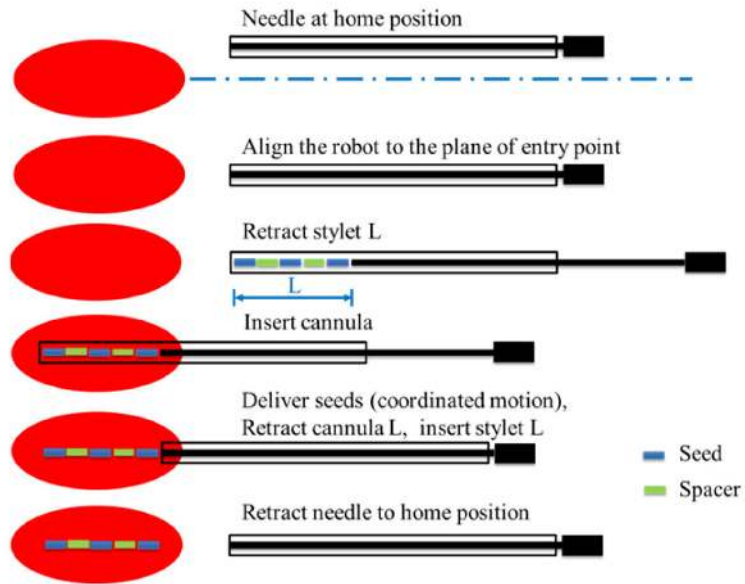 Needle at home position
Align the robot to the plane of entry point
Retract stylet L
L
Insert cannula
Deliver seeds (coordinated motion),
Retract cannula L, insert stylet L
Seed
Spacer
Retract needle to home position